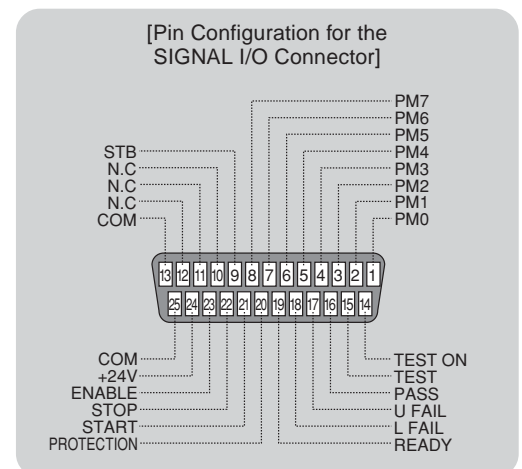 [Pin Configuration for the
SIGNAL I/O Connector]
PM7
PM6
PM5
PM4
PM3
PM2
PM1
PM0
STB
N.C
N.C
N.C
COM
13 12 11 10 9 8 7 6 5 4 3 2 1
25 24 23 22 21 20 19 18 17 16 15 14
COM
+24V
ENABLE
STOP
START
PROTECTION
TEST ON
TEST
PASS
U FAIL
L FAIL
READY